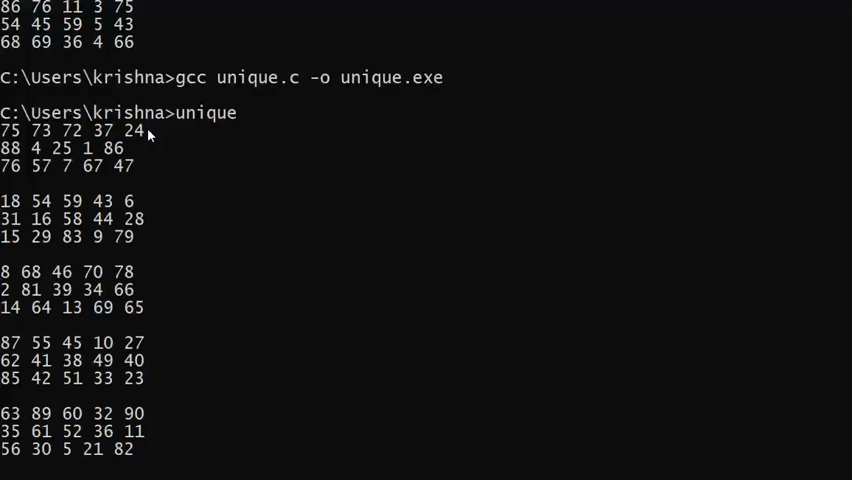 86 76 11 3 75
54 45 59 5 43
68 69 36 4 66
C:\Users\krishna>gcc unique.c -o unique.exe
C:\Users\krishna>unique
75 73 72 37 24
88 4 25 1 86
76 57 7 67 47
18 54 59 43 6
31 16 58 44 28
15 29 83 9 79
8 68 46 70 78
2 81 39 34 66
14 64 13 69 65
87 55 45 10 27
62 41 38 49 40
85 42 51 33 23
63 89 60 32 90
35 61 52 36 11
56 30 5 21 82